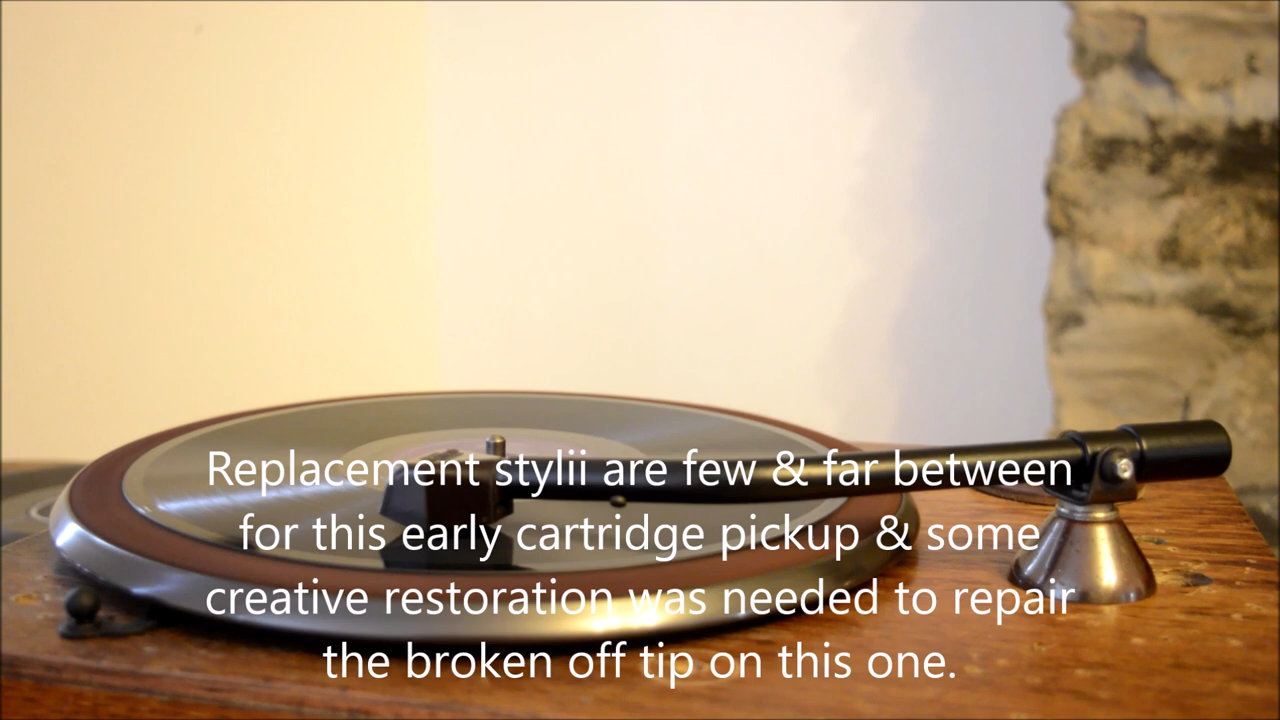 Replacement stylii are few & far between
for this early cartridge pickup & some
creative restoration was needed to repair
the broken off tip on this one.